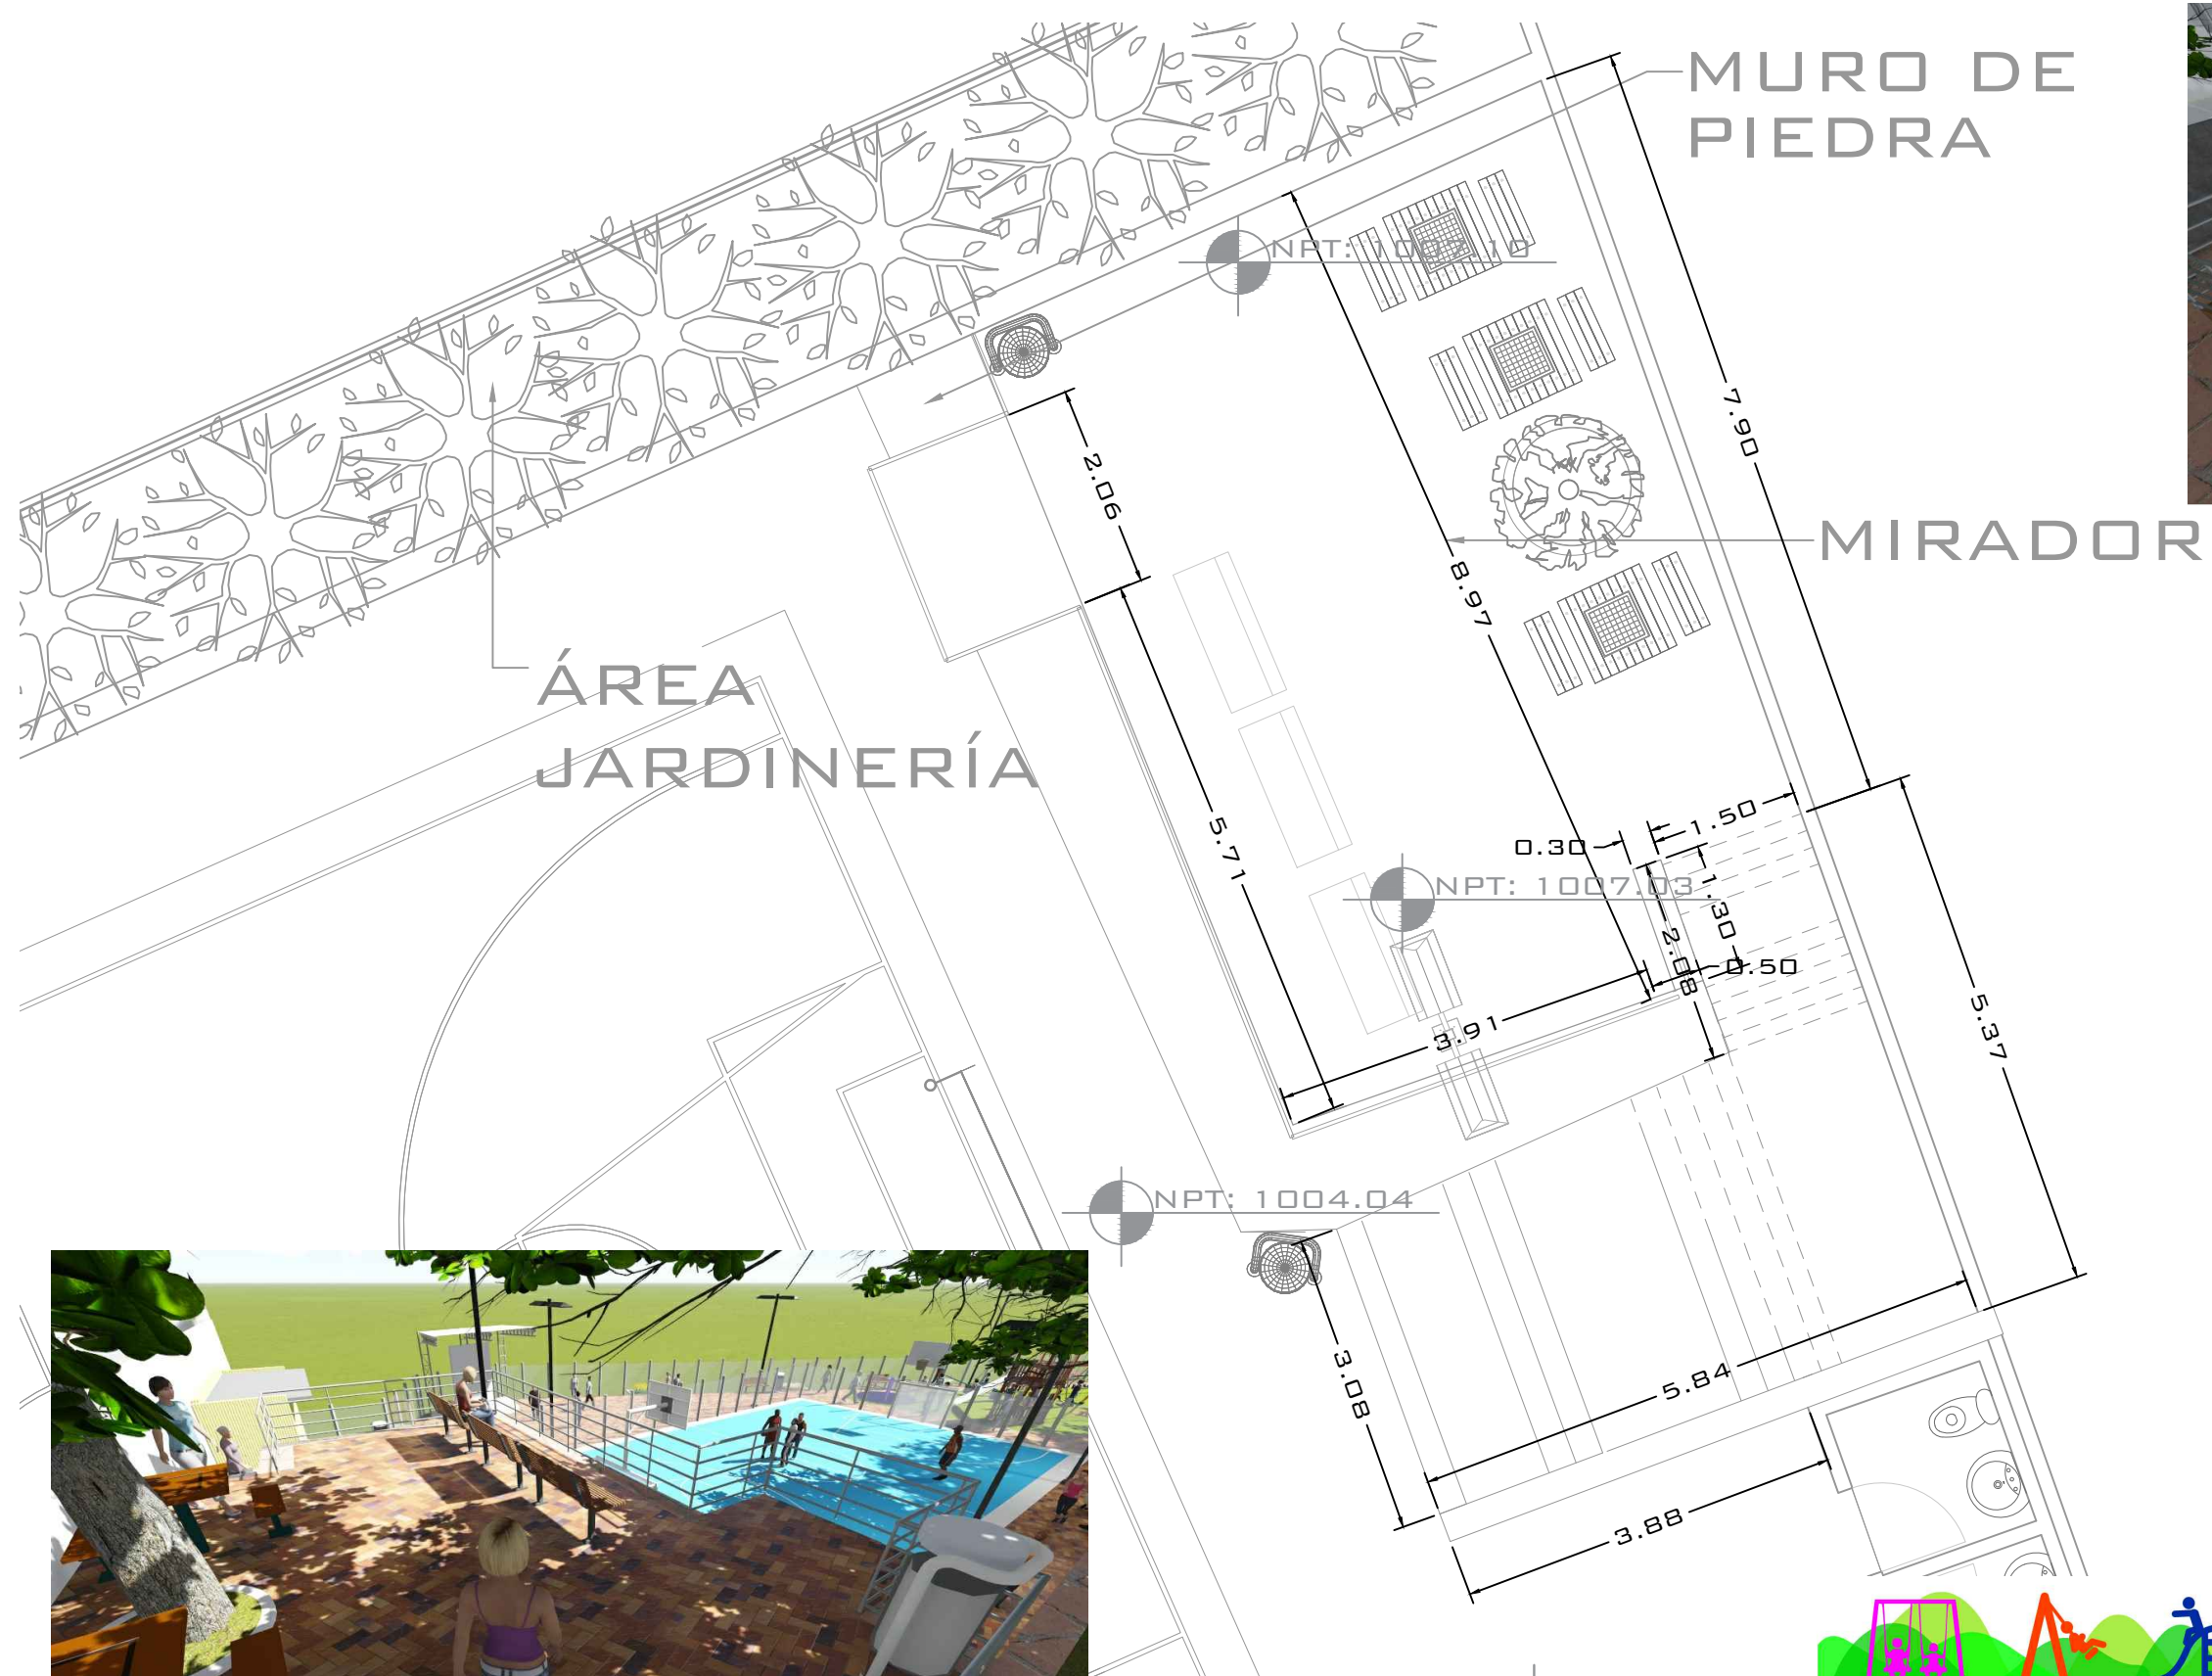 MURO DE
PIEDRA
NPT: 1007.10
7.90
2.06
MIRADOR
8.97
ÁREA
JARDINERÍA
5.71
1.50
0.30
NPT: 1007.03
1.30
2.08
0.50
3.91
5.37
NPT: 1004.04
3.08
5.84
3.88